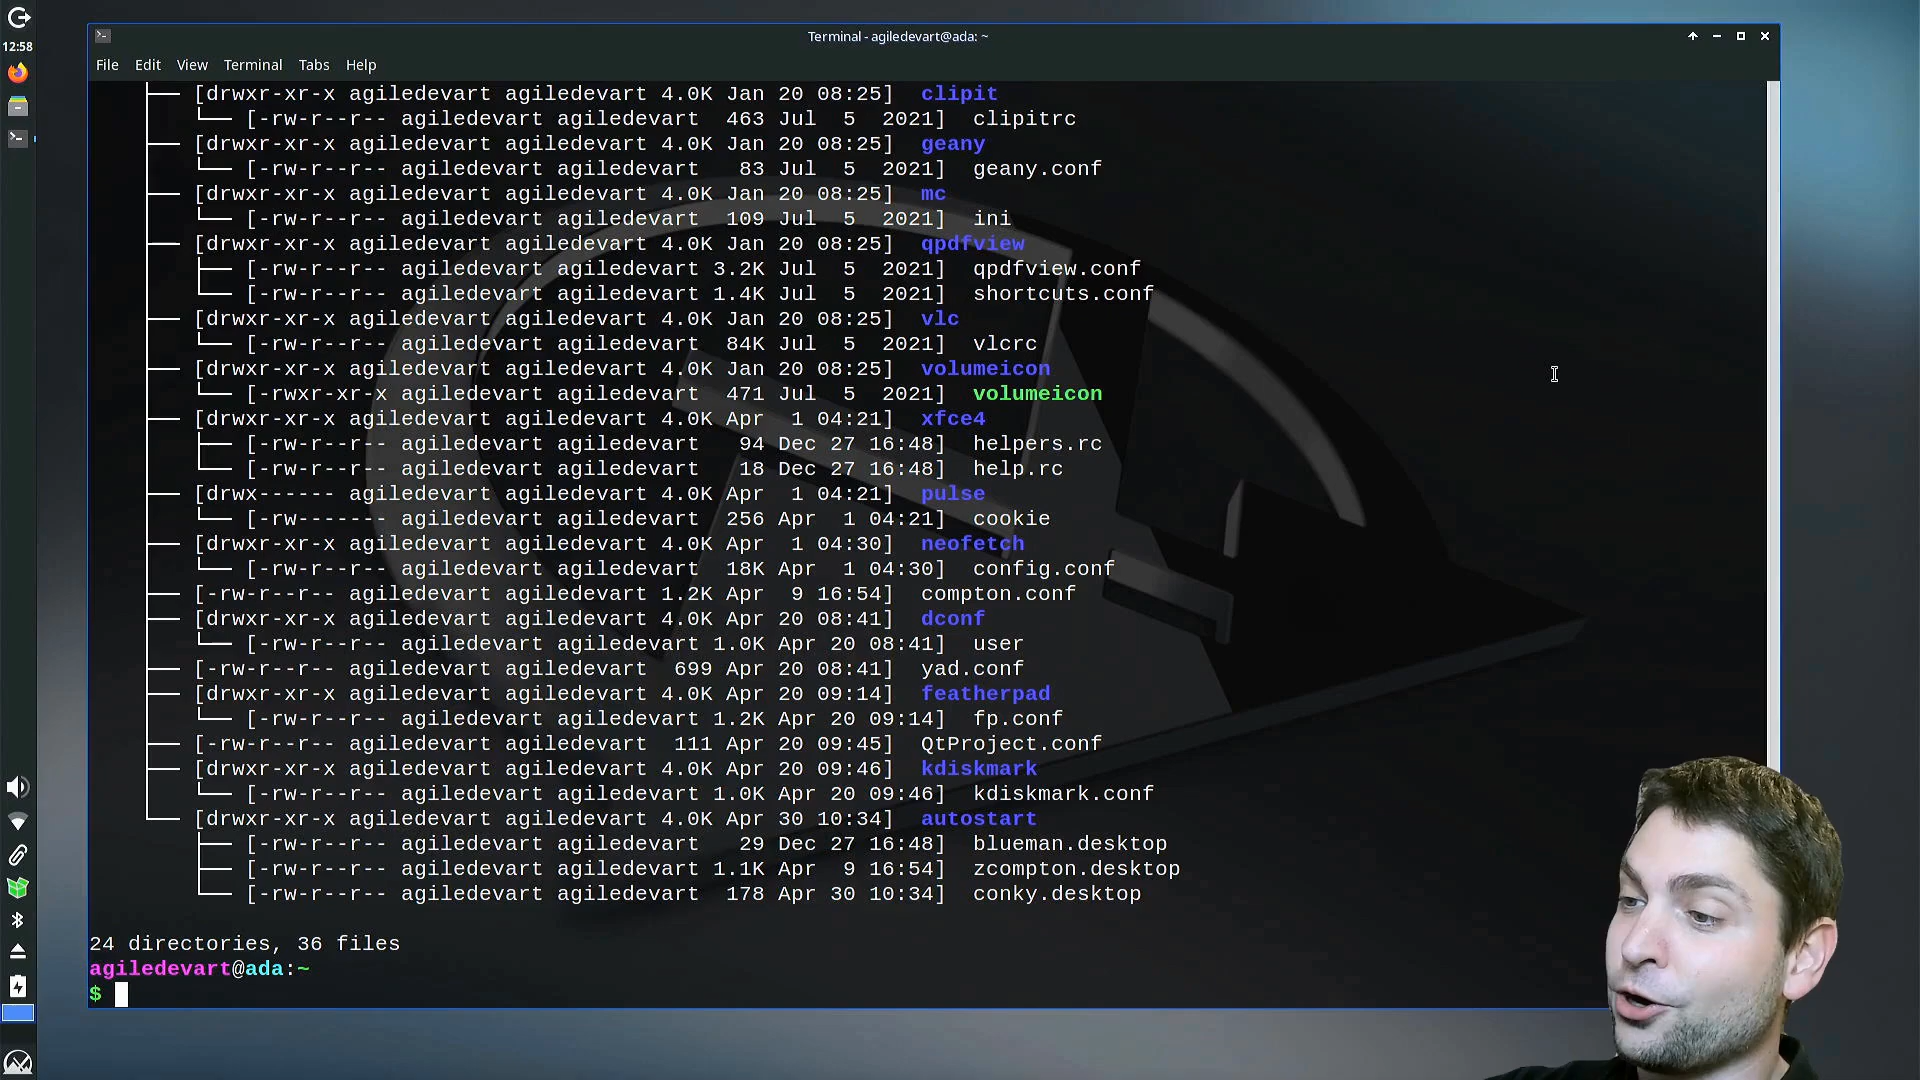 Terminal - agiledevart@ada: ~
12:58
File Edit View Terminal Tabs Help
├── [drwxr-xr-x agiledevart agiledevart 4.0K Jan 20 08:25]  clipit
│   └── [-rw-r--r-- agiledevart agiledevart  463 Jul  5  2021]  clipitrc
├── [drwxr-xr-x agiledevart agiledevart 4.0K Jan 20 08:25]  geany
│   └── [-rw-r--r-- agiledevart agiledevart   83 Jul  5  2021]  geany.conf
├── [drwxr-xr-x agiledevart agiledevart 4.0K Jan 20 08:25]  mc
│   └── [-rw-r--r-- agiledevart agiledevart  109 Jul  5  2021]  ini
├── [drwxr-xr-x agiledevart agiledevart 4.0K Jan 20 08:25]  qpdfview
│   ├── [-rw-r--r-- agiledevart agiledevart 3.2K Jul  5  2021]  qpdfview.conf
│   └── [-rw-r--r-- agiledevart agiledevart 1.4K Jul  5  2021]  shortcuts.conf
├── [drwxr-xr-x agiledevart agiledevart 4.0K Jan 20 08:25]  vlc
│   └── [-rw-r--r-- agiledevart agiledevart  84K Jul  5  2021]  vlcrc
├── [drwxr-xr-x agiledevart agiledevart 4.0K Jan 20 08:25]  volumeicon
│   └── [-rwxr-xr-x agiledevart agiledevart  471 Jul  5  2021]  volumeicon
├── [drwxr-xr-x agiledevart agiledevart 4.0K Apr  1 04:21]  xfce4
│   ├── [-rw-r--r-- agiledevart agiledevart   94 Dec 27 16:48]  helpers.rc
│   └── [-rw-r--r-- agiledevart agiledevart   18 Dec 27 16:48]  help.rc
├── [drwx------ agiledevart agiledevart 4.0K Apr  1 04:21]  pulse
│   └── [-rw------- agiledevart agiledevart  256 Apr  1 04:21]  cookie
├── [drwxr-xr-x agiledevart agiledevart 4.0K Apr  1 04:30]  neofetch
│   └── [-rw-r--r-- agiledevart agiledevart  18K Apr  1 04:30]  config.conf
├── [-rw-r--r-- agiledevart agiledevart 1.2K Apr  9 16:54]  compton.conf
├── [drwxr-xr-x agiledevart agiledevart 4.0K Apr 20 08:41]  dconf
│   └── [-rw-r--r-- agiledevart agiledevart 1.0K Apr 20 08:41]  user
├── [-rw-r--r-- agiledevart agiledevart  699 Apr 20 08:41]  yad.conf
├── [drwxr-xr-x agiledevart agiledevart 4.0K Apr 20 09:14]  featherpad
│   └── [-rw-r--r-- agiledevart agiledevart 1.2K Apr 20 09:14]  fp.conf
├── [-rw-r--r-- agiledevart agiledevart  111 Apr 20 09:45]  QtProject.conf
├── [drwxr-xr-x agiledevart agiledevart 4.0K Apr 20 09:46]  kdiskmark
│   └── [-rw-r--r-- agiledevart agiledevart 1.0K Apr 20 09:46]  kdiskmark.conf
└── [drwxr-xr-x agiledevart agiledevart 4.0K Apr 30 10:34]  autostart
    ├── [-rw-r--r-- agiledevart agiledevart   29 Dec 27 16:48]  blueman.desktop
    ├── [-rw-r--r-- agiledevart agiledevart 1.1K Apr  9 16:54]  zcompton.desktop
    └── [-rw-r--r-- agiledevart agiledevart  178 Apr 30 10:34]  conky.desktop
24 directories, 36 files
agiledevart@ada:~
$